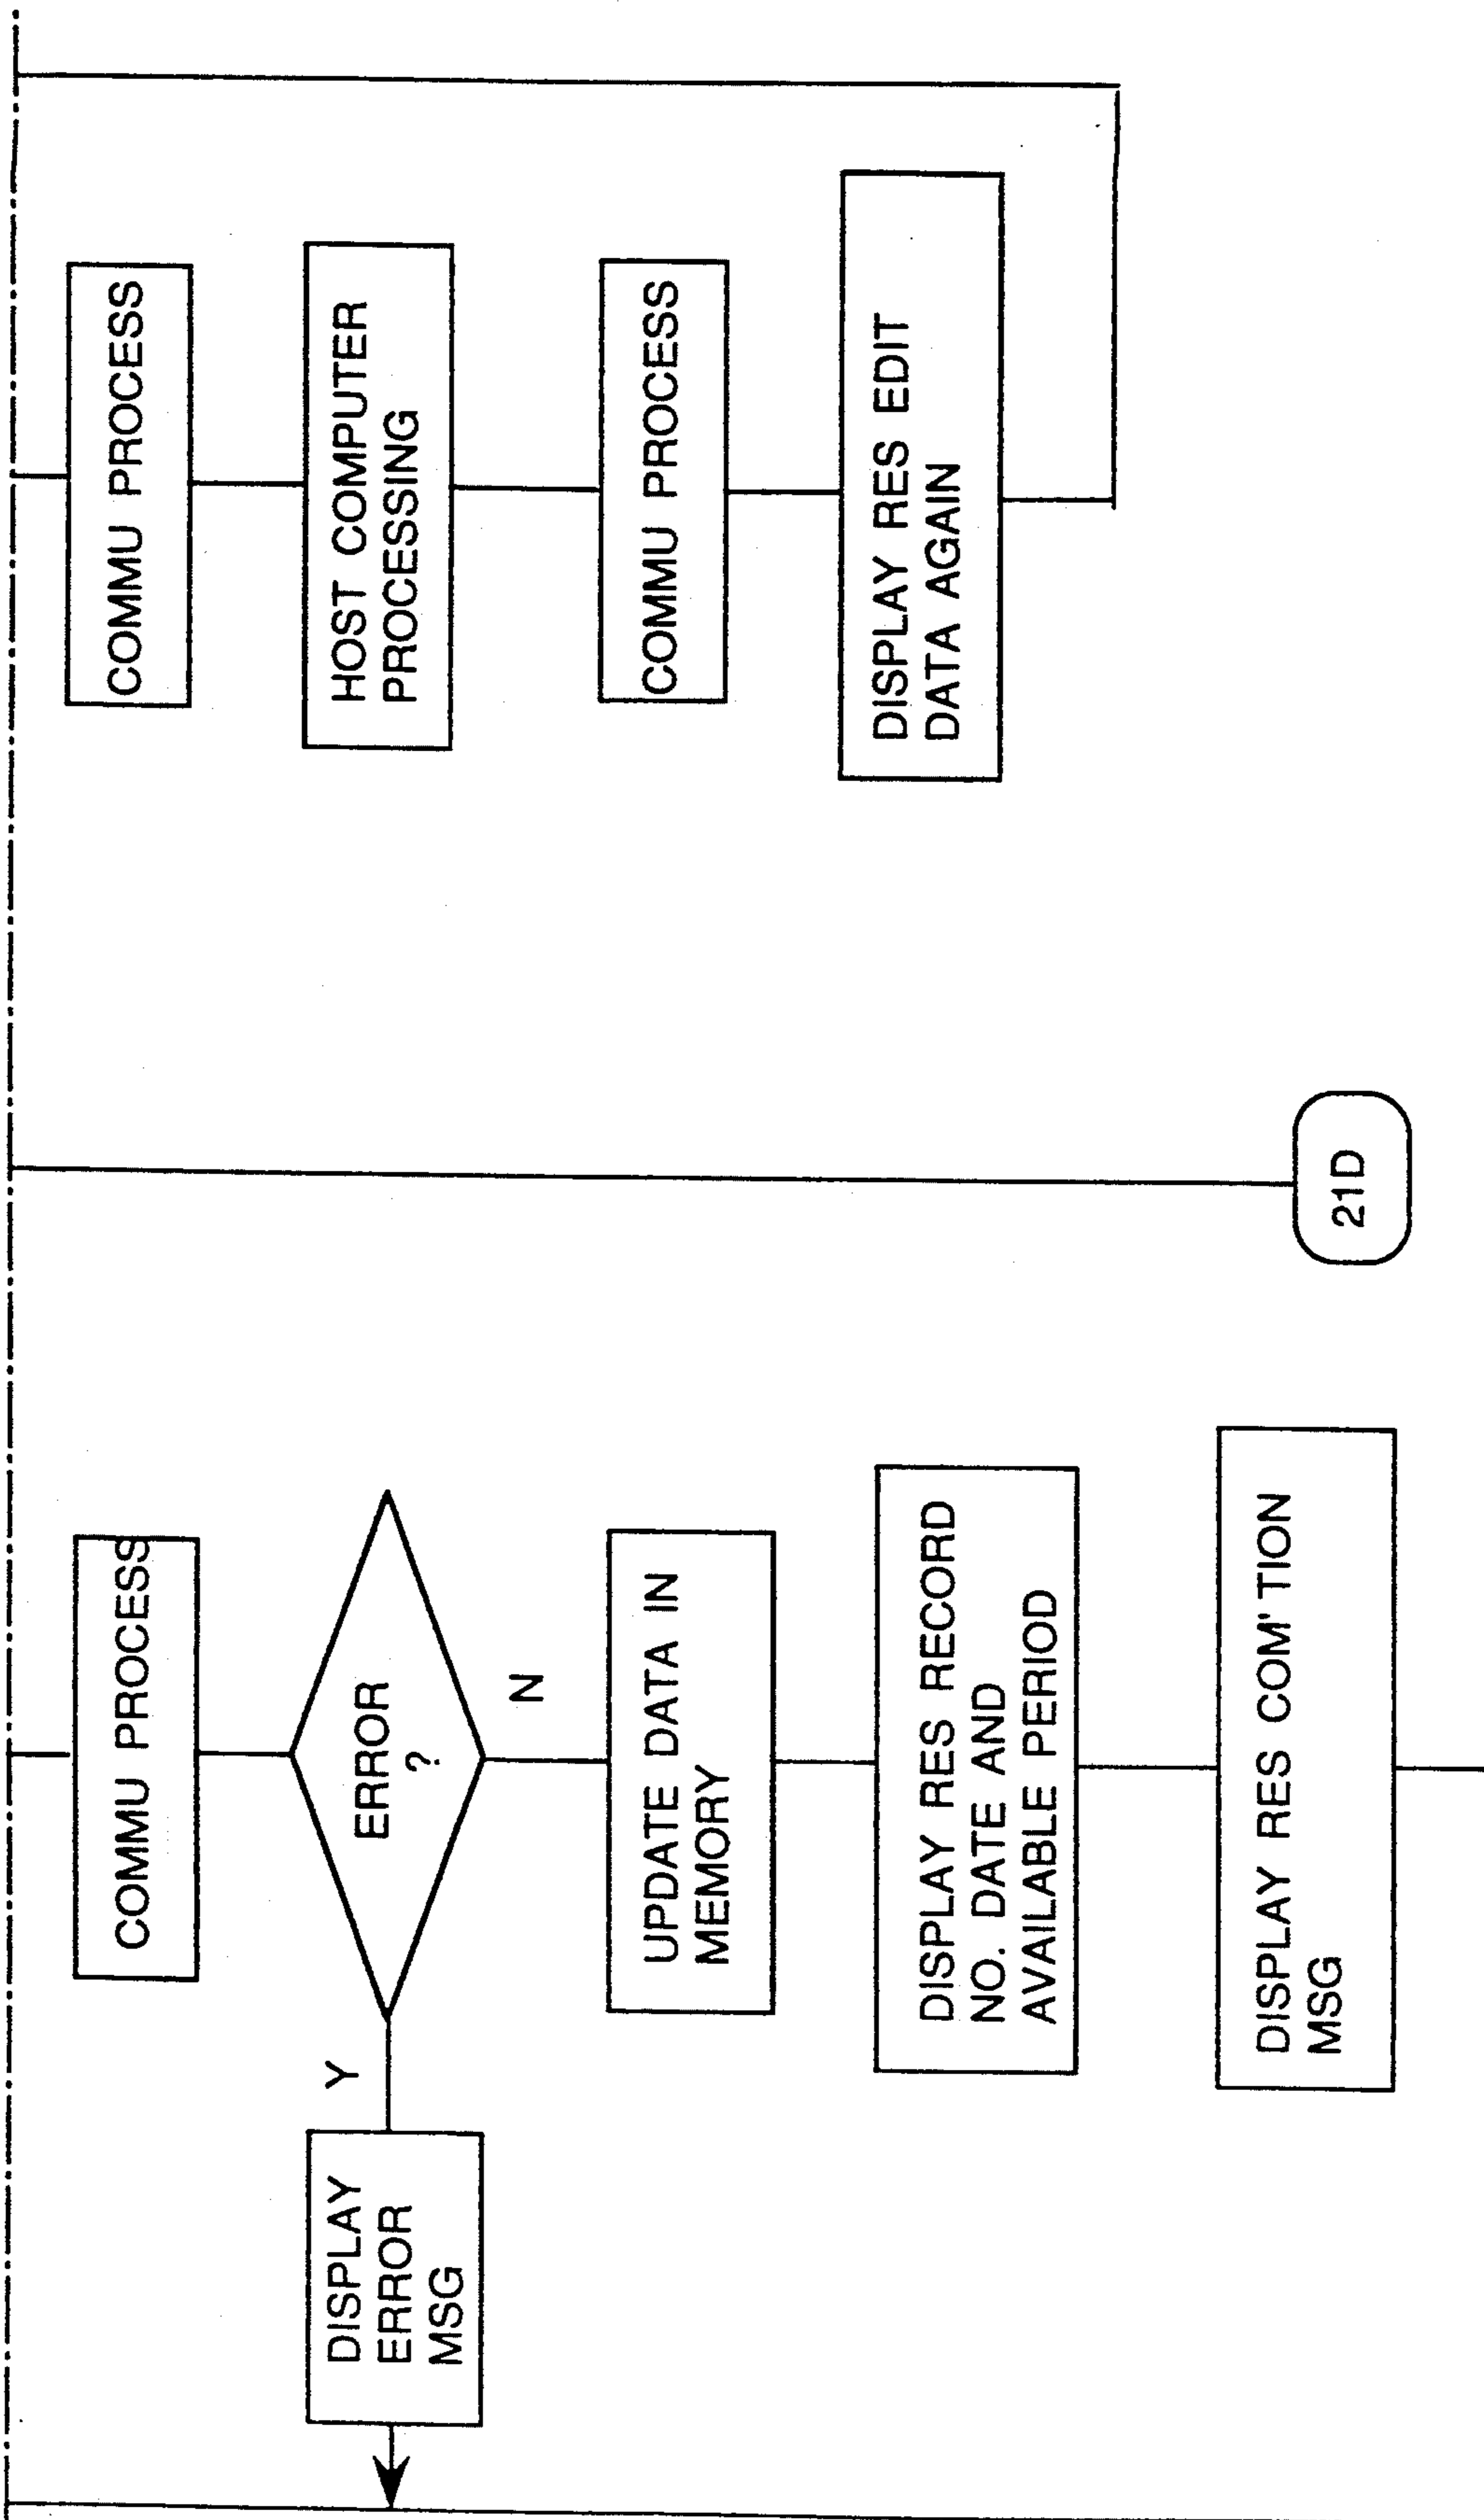 COMMU PROCESS
ERROR
?
Y
DISPLAY
ERROR
MSG
N
UPDATE DATA IN
MEMORY
DISPLAY RES RECORD
NO. DATE AND
AVAILABLE PERIOD
DISPLAY RES COM'TION
MSG
21D
COMMU PROCESS
HOST COMPUTER
PROCESSING
COMMU PROCESS
DISPLAY RES EDIT
DATA AGAIN